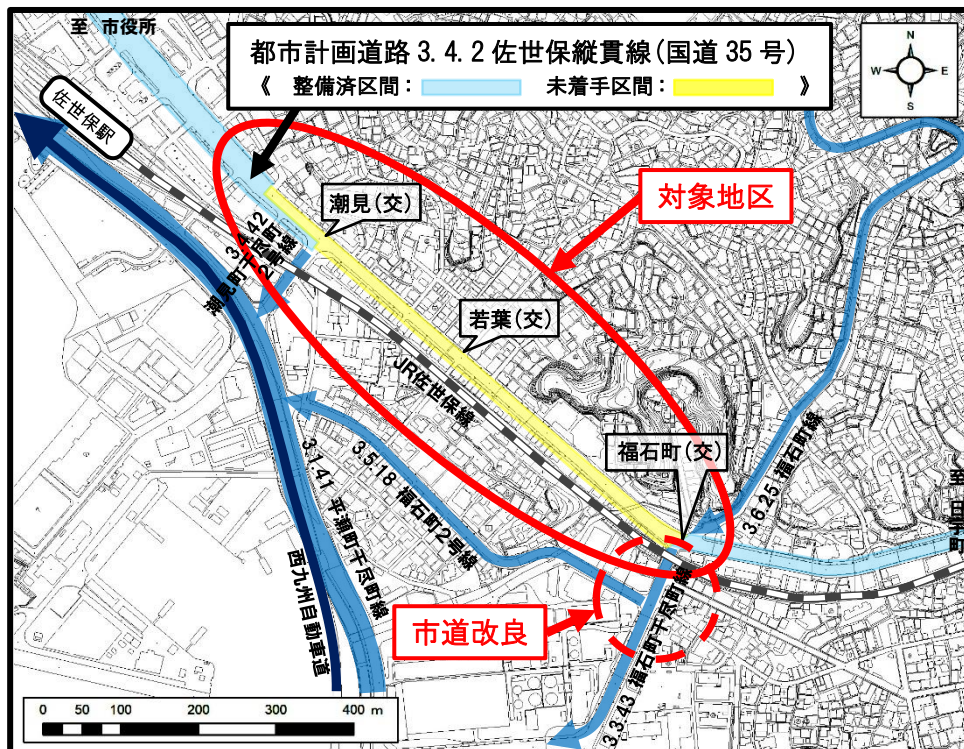 至 市役所
都市計画道路 3.4.2 佐世保縦貫線(国道 35 号)
《 整備済区間: 未着手区間: 》
N
W E
S
佐世保駅
対象地区
潮見(交)
3.4.42
潮見町干尽町2号線
若葉(交)
JR佐世保線
福石町(交)
3.6.25 福石町線
3.5.18 福石町2号線
3.1.41 平瀬町干尽町線
西九州自動車道
市道改良
3.3.43 福石町干尽町線
0 50 100 200 300 400 m